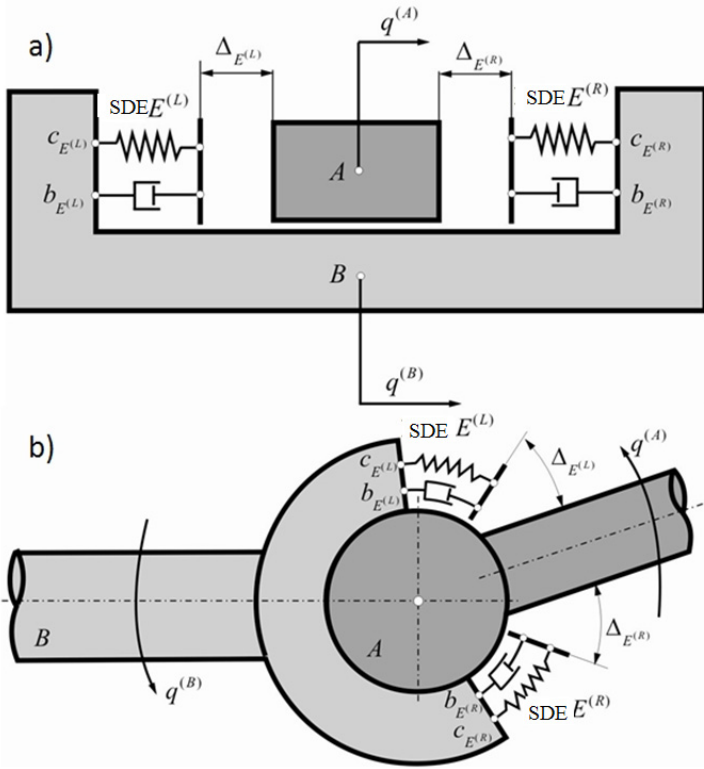 a)
q^{(A)}
Δ_{E^{(L)}}
Δ_{E^{(R)}}
SDE E^{(L)}
SDE E^{(R)}
c_{E^{(L)}}
c_{E^{(R)}}
A
b_{E^{(L)}}
b_{E^{(R)}}
B
q^{(B)}
b)
SDE E^{(L)}
q^{(A)}
c_{E^{(L)}}
Δ_{E^{(L)}}
b_{E^{(L)}}
B
A
Δ_{E^{(R)}}
q^{(B)}
b_{E^{(R)}}
SDE E^{(R)}
c_{E^{(R)}}